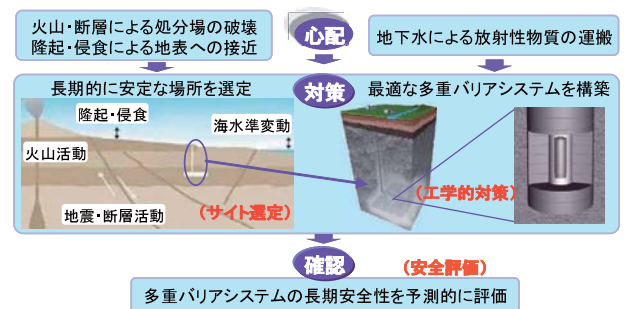 火山・断層による処分場の破壊
隆起・侵食による地表への接近
心配
地下水による放射性物質の運搬
長期的に安定な場所を選定
対策
最適な多重バリアシステムを構築
隆起・侵食
海水準変動
火山活動
地震・断層活動
（サイト選定）
（工学的対策）
確認
（安全評価）
多重バリアシステムの長期安全性を予測的に評価